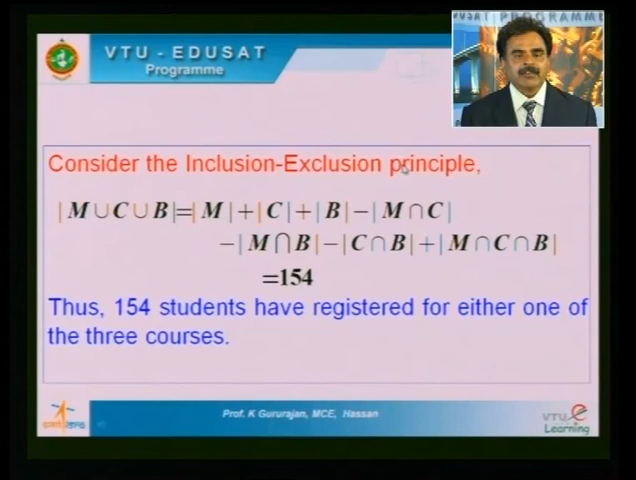 VTU - EDUSAT
Programme
PROGRAMME
Consider the Inclusion-Exclusion principle,
|M∪C∪B|=|M|+|C|+|B|−|M∩C|
−|M⋂B|−|C∩B|+|M∩C∩B|
=154
Thus, 154 students have registered for either one of
the three courses.
Prof. K Gururajan, MCE, Hassan
VTU e
Learning